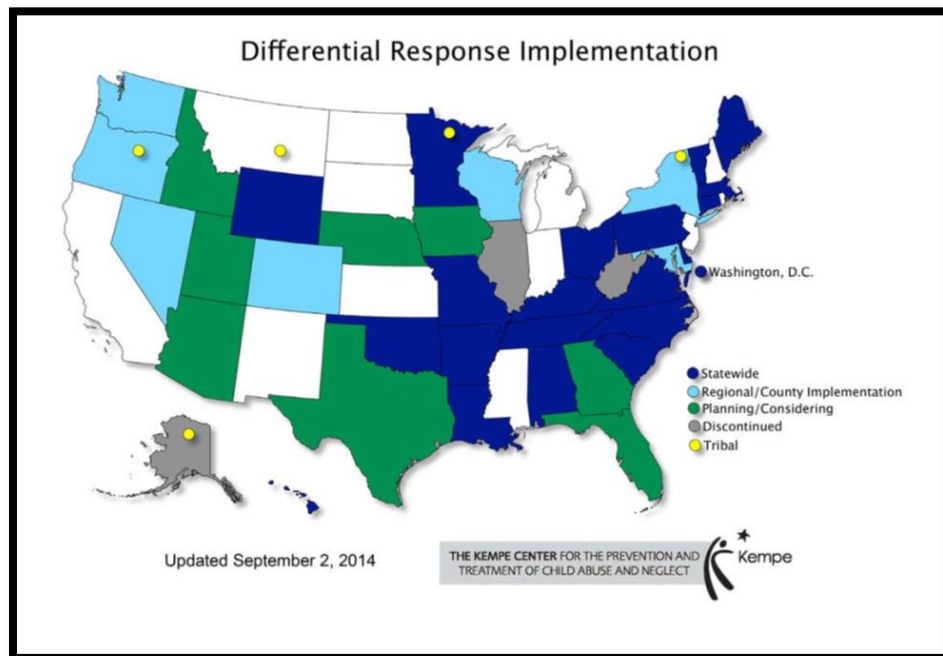 Differential Response Implementation
Washington, D.C.
Statewide
Regional/County Implementation
Planning/Considering
Discontinued
Tribal
Updated September 2, 2014
THE KEMPE CENTER FOR THE PREVENTION AND
TREATMENT OF CHILD ABUSE AND NEGLECT
Kempe